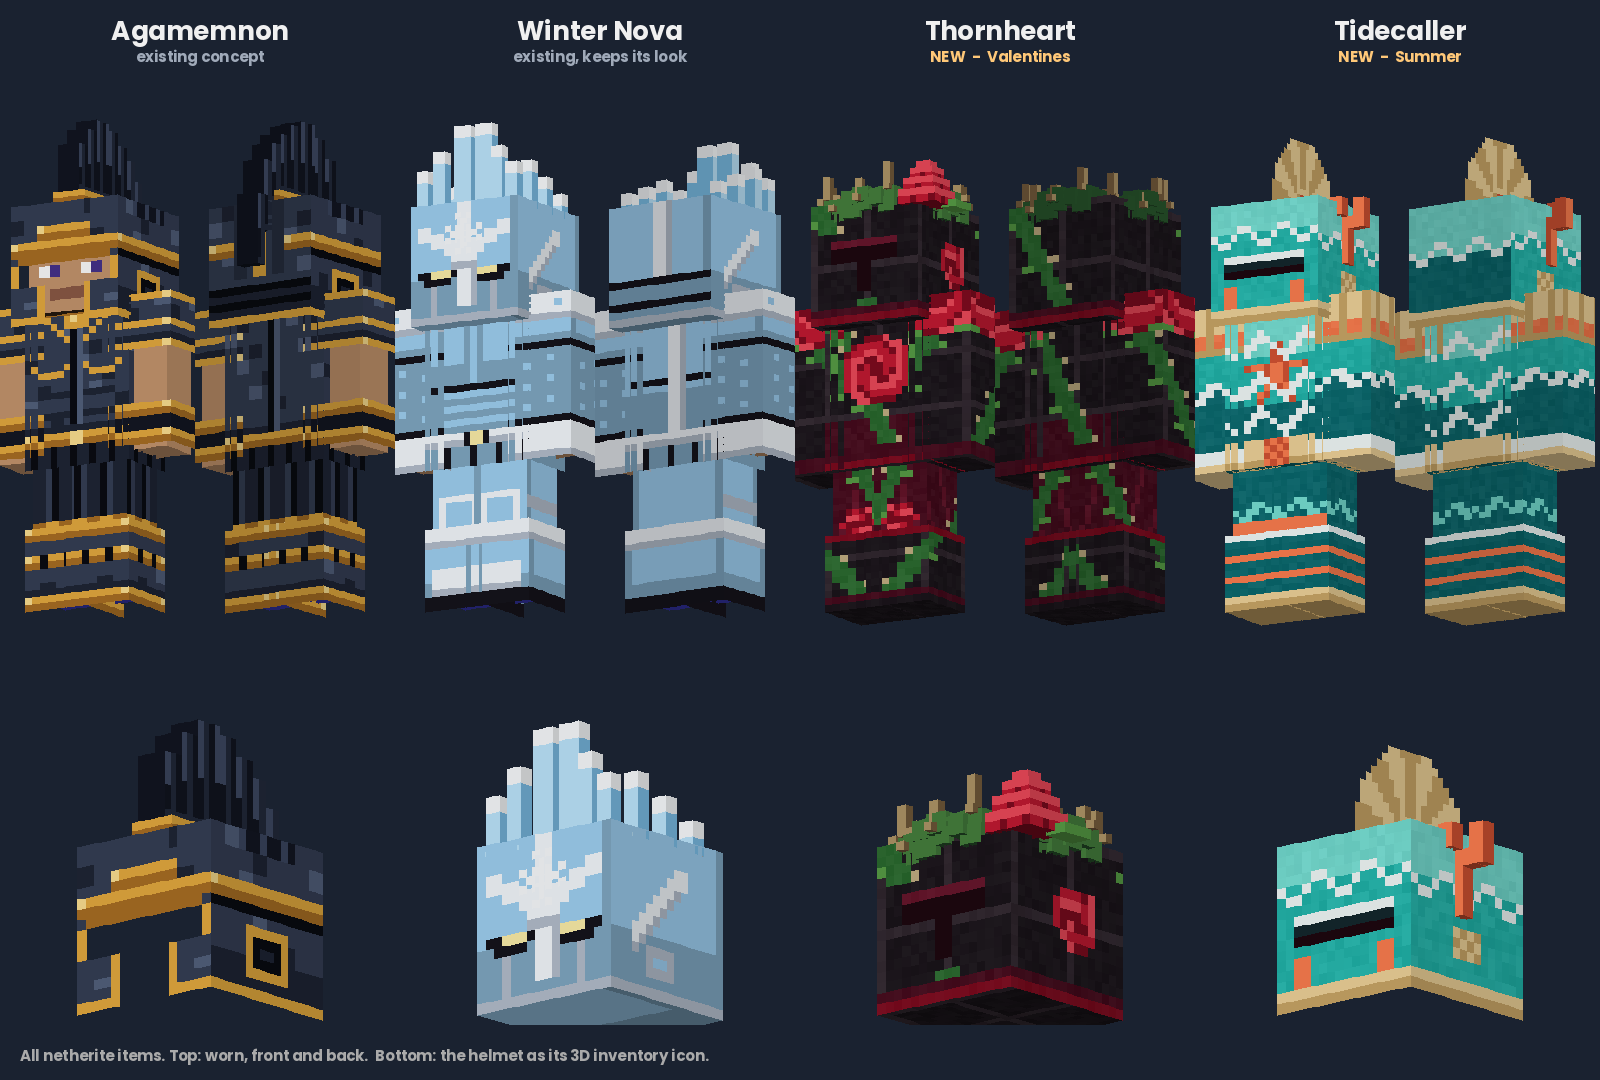 Agamemnon
existing concept
Winter Nova
existing, keeps its look
Thornheart
NEW - Valentines
Tidecaller
NEW - Summer
All netherite items. Top: worn, front and back. Bottom: the helmet as its 3D inventory icon.